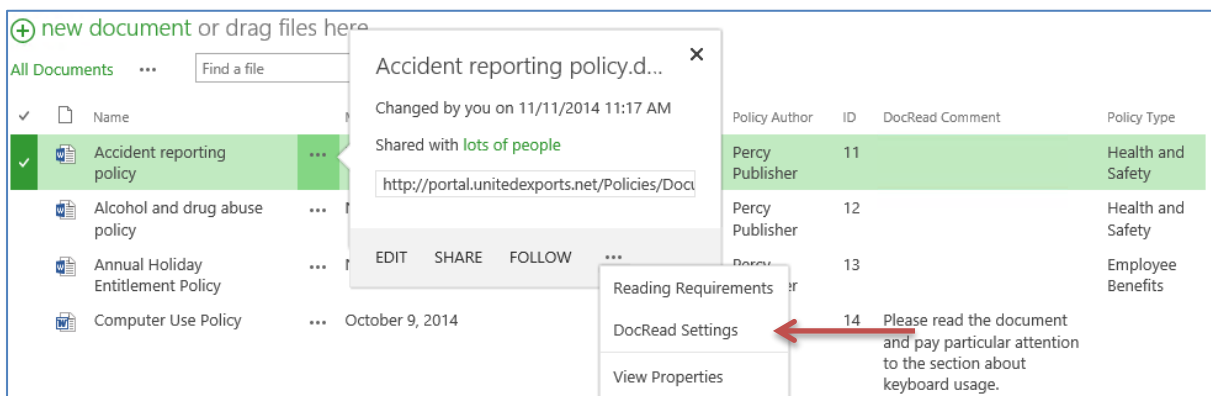 new document or drag files here
All Documents ... Find a file
Accident reporting policy.d...
Changed by you on 11/11/2014 11:17 AM
Shared with lots of people
http://portal.unitedexports.net/Policies/Docu
EDIT SHARE FOLLOW ...
Reading Requirements
DocRead Settings
View Properties
Name Policy Author ID DocRead Comment Policy Type
Accident reporting ... Percy 11 Health and
policy Publisher Safety
Alcohol and drug abuse ... Percy 12 Health and
policy Publisher Safety
Annual Holiday ... 13 Employee
Entitlement Policy Benefits
Computer Use Policy ... October 9, 2014 14 Please read the document
and pay particular attention
to the section about
keyboard usage.